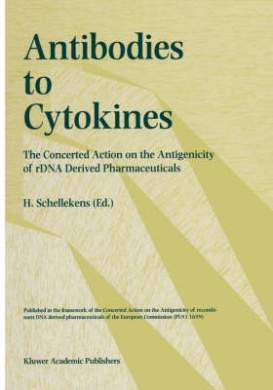 Antibodies
to
Cytokines
The Concerted Action on the Antigenicity
of rDNA Derived Pharmaceuticals
H. Schellekens (Ed.)
Published in the framework of the Concerted Action on the Antigenicity of recombi-
nant DNA derived pharmaceuticals of the European Commission (PL91 1699)
Kluwer Academic Publishers